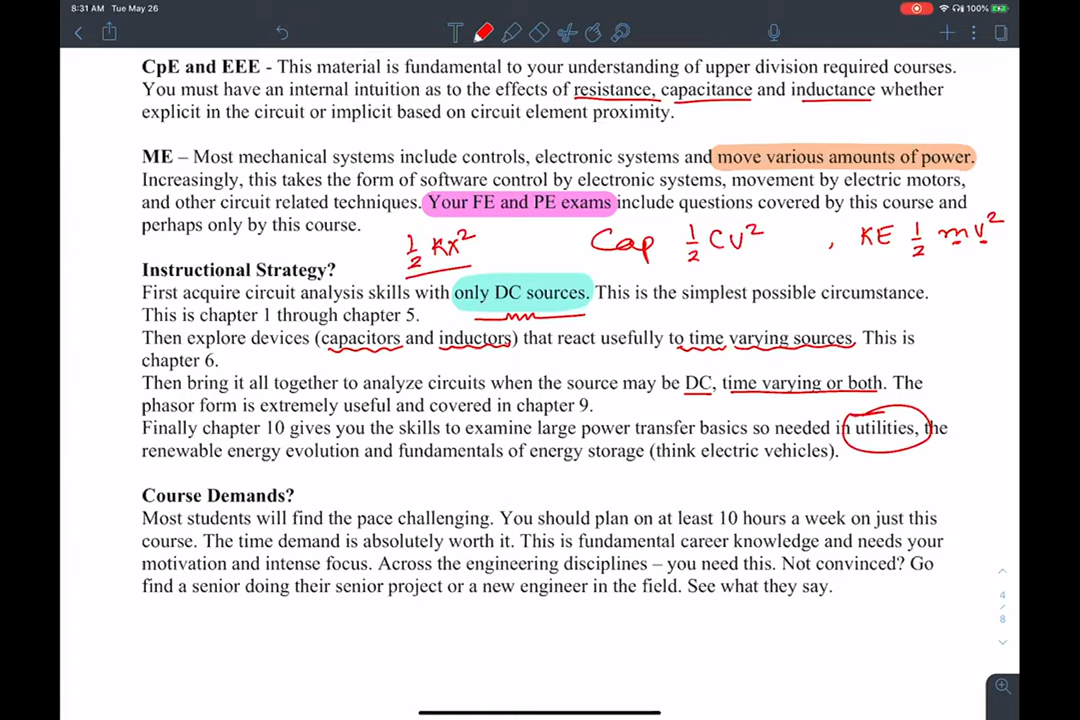 8:31 AM Tue May 26
100%
CpE and EEE - This material is fundamental to your understanding of upper division required courses.
You must have an internal intuition as to the effects of resistance, capacitance and inductance whether
explicit in the circuit or implicit based on circuit element proximity.
ME – Most mechanical systems include controls, electronic systems and move various amounts of power.
Increasingly, this takes the form of software control by electronic systems, movement by electric motors,
and other circuit related techniques. Your FE and PE exams include questions covered by this course and
perhaps only by this course.
1/2 Kx² Cap 1/2 CV² , KE 1/2 mv²
Instructional Strategy?
First acquire circuit analysis skills with only DC sources. This is the simplest possible circumstance.
This is chapter 1 through chapter 5.
Then explore devices (capacitors and inductors) that react usefully to time varying sources. This is
chapter 6.
Then bring it all together to analyze circuits when the source may be DC, time varying or both. The
phasor form is extremely useful and covered in chapter 9.
Finally chapter 10 gives you the skills to examine large power transfer basics so needed in utilities, the
renewable energy evolution and fundamentals of energy storage (think electric vehicles).
Course Demands?
Most students will find the pace challenging. You should plan on at least 10 hours a week on just this
course. The time demand is absolutely worth it. This is fundamental career knowledge and needs your
motivation and intense focus. Across the engineering disciplines – you need this. Not convinced? Go
find a senior doing their senior project or a new engineer in the field. See what they say.
4
/
8